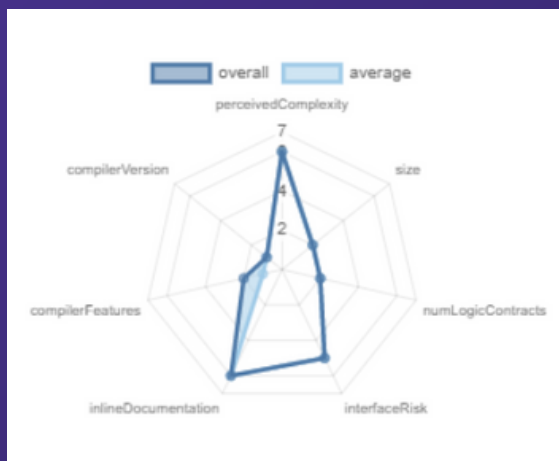 overall average
perceivedComplexity
7
compilerVersion size
4
2
compilerFeatures numLogicContracts
inlineDocumentation interfaceRisk